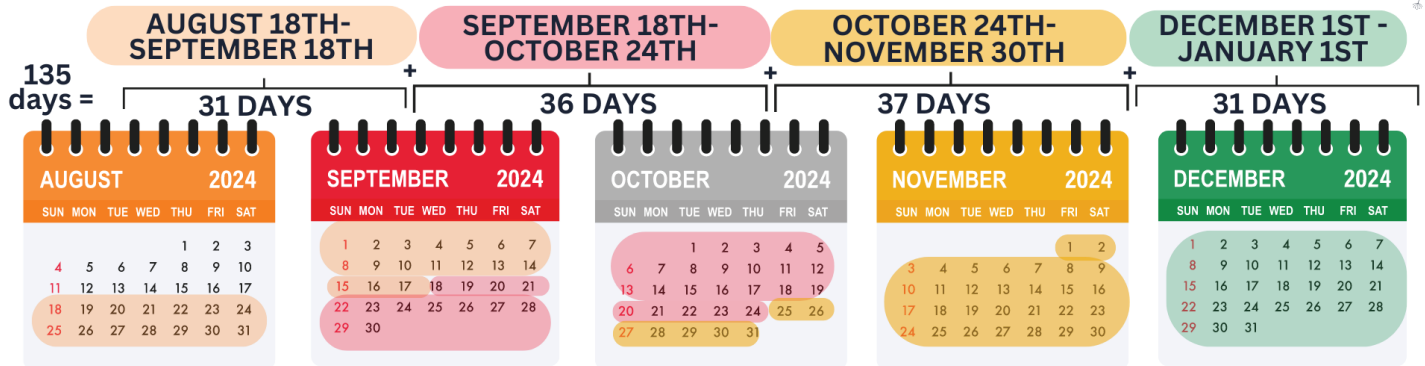 AUGUST 18TH-
SEPTEMBER 18TH
SEPTEMBER 18TH-
OCTOBER 24TH
OCTOBER 24TH-
NOVEMBER 30TH
DECEMBER 1ST -
JANUARY 1ST
135
days =
31 DAYS
+
36 DAYS
+
37 DAYS
+
31 DAYS
AUGUST 2024
SUN MON TUE WED THU FRI SAT
1 2 3
4 5 6 7 8 9 10
11 12 13 14 15 16 17
18 19 20 21 22 23 24
25 26 27 28 29 30 31
SEPTEMBER 2024
SUN MON TUE WED THU FRI SAT
1 2 3 4 5 6 7
8 9 10 11 12 13 14
15 16 17 18 19 20 21
22 23 24 25 26 27 28
29 30
OCTOBER 2024
SUN MON TUE WED THU FRI SAT
1 2 3 4 5
6 7 8 9 10 11 12
13 14 15 16 17 18 19
20 21 22 23 24 25 26
27 28 29 30 31
NOVEMBER 2024
SUN MON TUE WED THU FRI SAT
1 2
3 4 5 6 7 8 9
10 11 12 13 14 15 16
17 18 19 20 21 22 23
24 25 26 27 28 29 30
DECEMBER 2024
SUN MON TUE WED THU FRI SAT
1 2 3 4 5 6 7
8 9 10 11 12 13 14
15 16 17 18 19 20 21
22 23 24 25 26 27 28
29 30 31